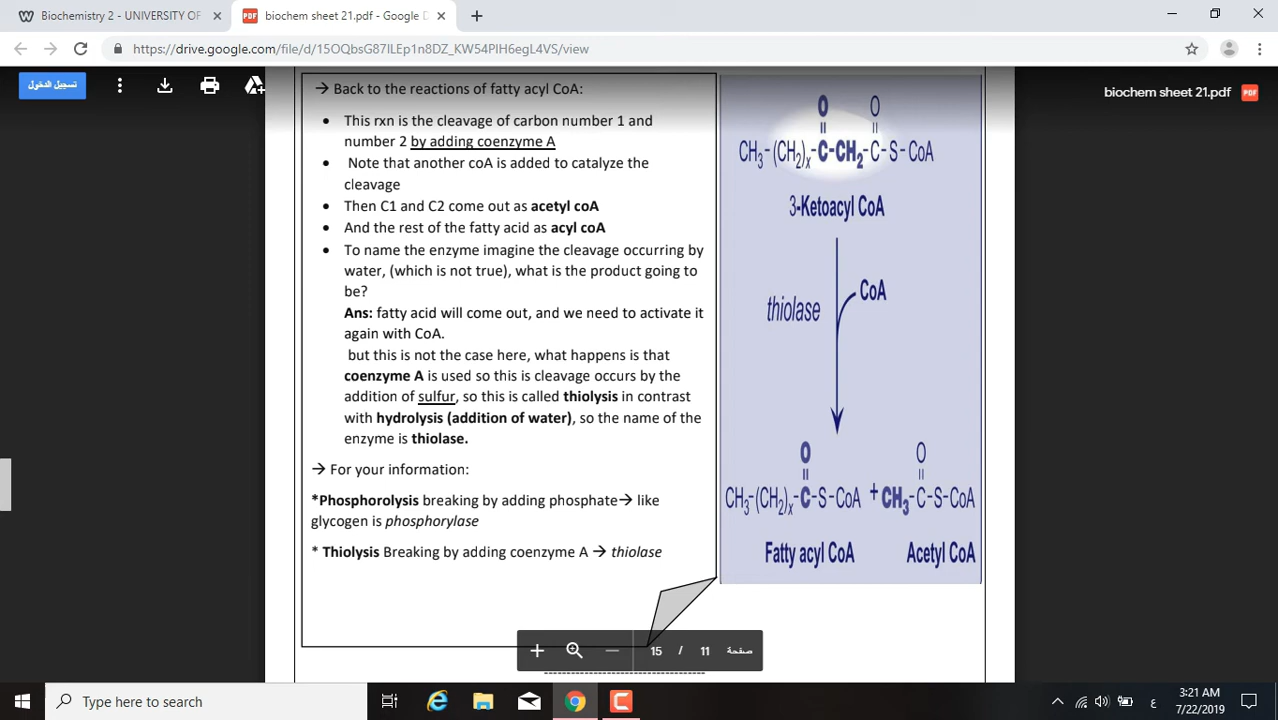 Biochemistry 2 - UNIVERSITY OF
biochem sheet 21.pdf - Google D
https://drive.google.com/file/d/15OQbsG87ILEp1n8DZ_KW54PIH6egL4VS/view
تسجيل الدخول
biochem sheet 21.pdf
PDF
→ Back to the reactions of fatty acyl CoA:
• This rxn is the cleavage of carbon number 1 and
number 2 by adding coenzyme A
• Note that another coA is added to catalyze the
cleavage
• Then C1 and C2 come out as acetyl coA
• And the rest of the fatty acid as acyl coA
• To name the enzyme imagine the cleavage occurring by
water, (which is not true), what is the product going to
be?
Ans: fatty acid will come out, and we need to activate it
again with CoA.
but this is not the case here, what happens is that
coenzyme A is used so this is cleavage occurs by the
addition of sulfur, so this is called thiolysis in contrast
with hydrolysis (addition of water), so the name of the
enzyme is thiolase.
→ For your information:
*Phosphorolysis breaking by adding phosphate→ like
glycogen is phosphorylase
* Thiolysis Breaking by adding coenzyme A → thiolase
O O
CH₃-(CH₂)ₓ-C-CH₂-C-S-CoA
3-Ketoacyl CoA
thiolase
CoA
O O
CH₃-(CH₂)ₓ-C-S-CoA + CH₃-C-S-CoA
Fatty acyl CoA Acetyl CoA
15 / 11 صفحة
Type here to search
ع
3:21 AM
7/22/2019